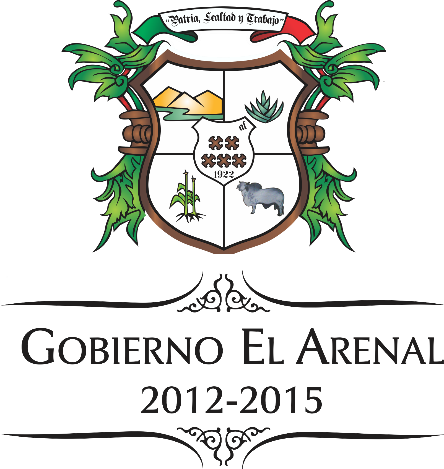 "Patria, Lealtad y Trabajo"
al
1922
GOBIERNO EL ARENAL
2012-2015